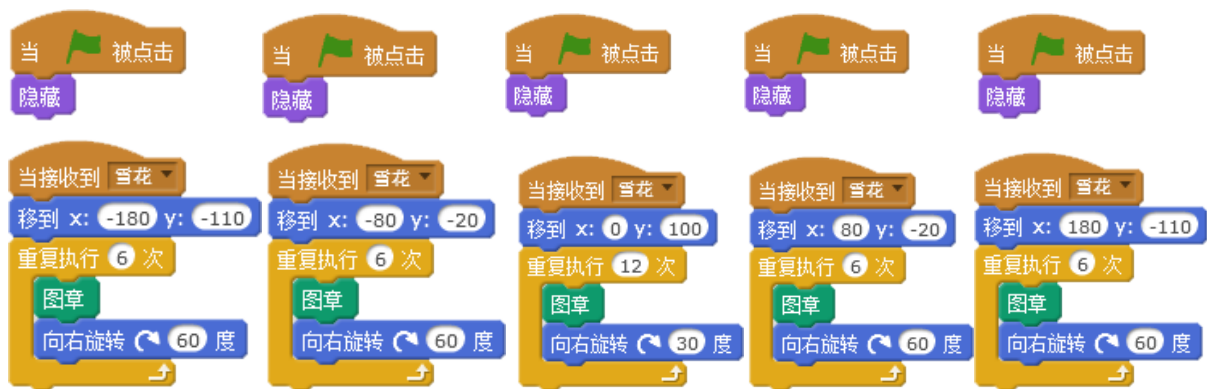 当 被点击
隐藏
当 被点击
隐藏
当 被点击
隐藏
当 被点击
隐藏
当 被点击
隐藏
当接收到 雪花
移到 x: -180 y: -110
重复执行 6 次
图章
向右旋转 60 度
当接收到 雪花
移到 x: -80 y: -20
重复执行 6 次
图章
向右旋转 60 度
当接收到 雪花
移到 x: 0 y: 100
重复执行 12 次
图章
向右旋转 30 度
当接收到 雪花
移到 x: 80 y: -20
重复执行 6 次
图章
向右旋转 60 度
当接收到 雪花
移到 x: 180 y: -110
重复执行 6 次
图章
向右旋转 60 度